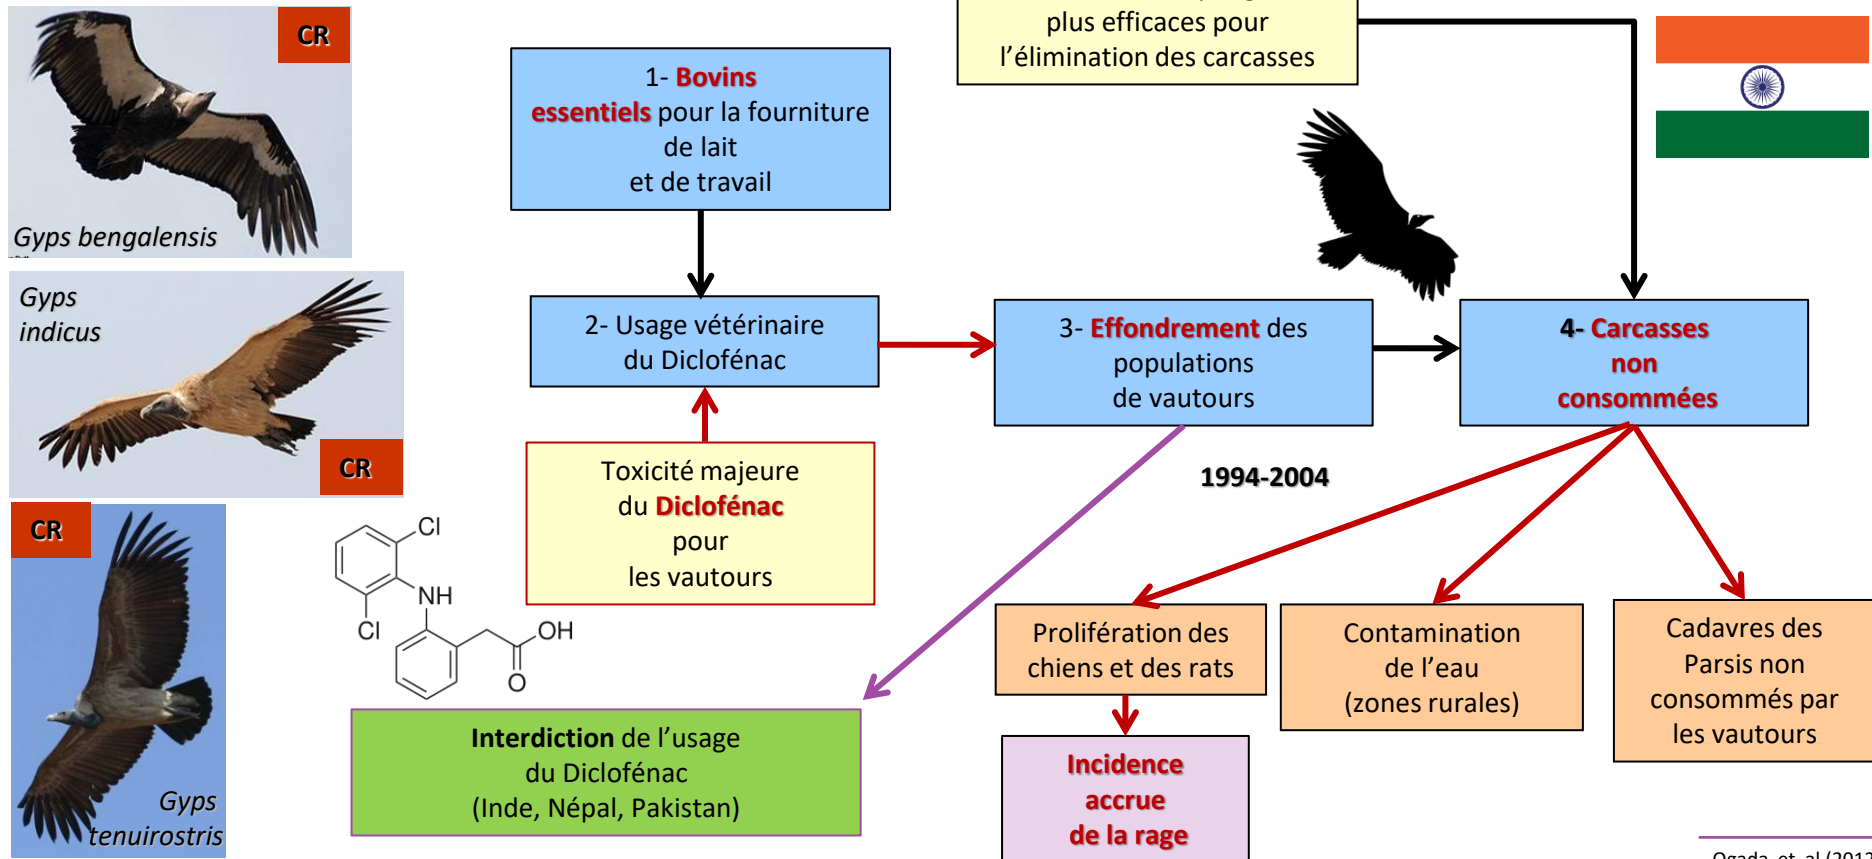 CR
Gyps bengalensis
Gyps
indicus
CR
CR
Gyps
tenuirostris
1- Bovins
essentiels pour la fourniture
de lait
et de travail
plus efficaces pour
l’élimination des carcasses
2- Usage vétérinaire
du Diclofénac
3- Effondrement des
populations
de vautours
4- Carcasses
non
consommées
Toxicité majeure
du Diclofénac
pour
les vautours
1994-2004
Cl
NH
Cl
OH
O
Interdiction de l’usage
du Diclofénac
(Inde, Népal, Pakistan)
Prolifération des
chiens et des rats
Contamination
de l’eau
(zones rurales)
Cadavres des
Parsis non
consommés par
les vautours
Incidence
accrue
de la rage
Ogada, et al (2012